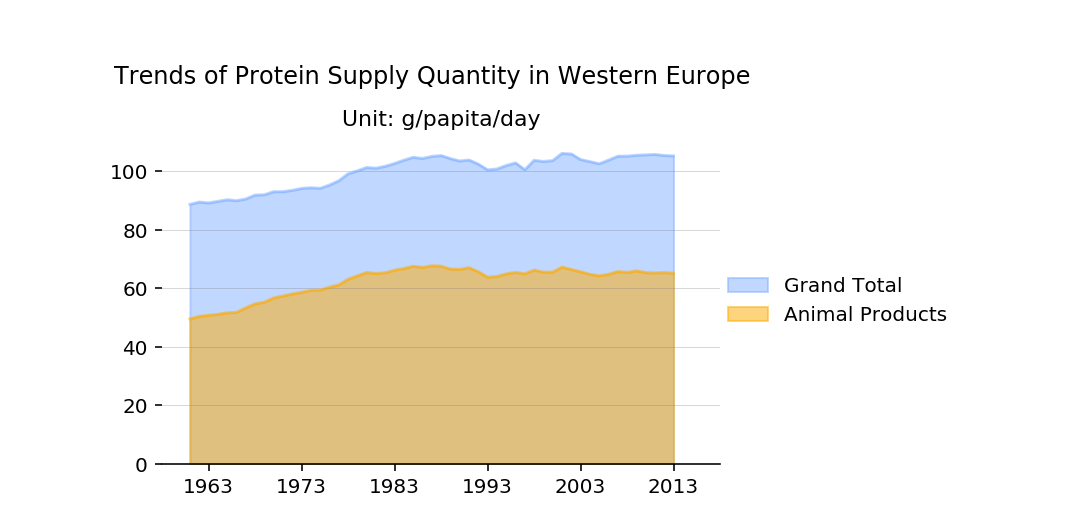 Trends of Protein Supply Quantity in Western Europe
Unit: g/papita/day
100
80
60
40
20
0
1963 1973 1983 1993 2003 2013
Grand Total
Animal Products